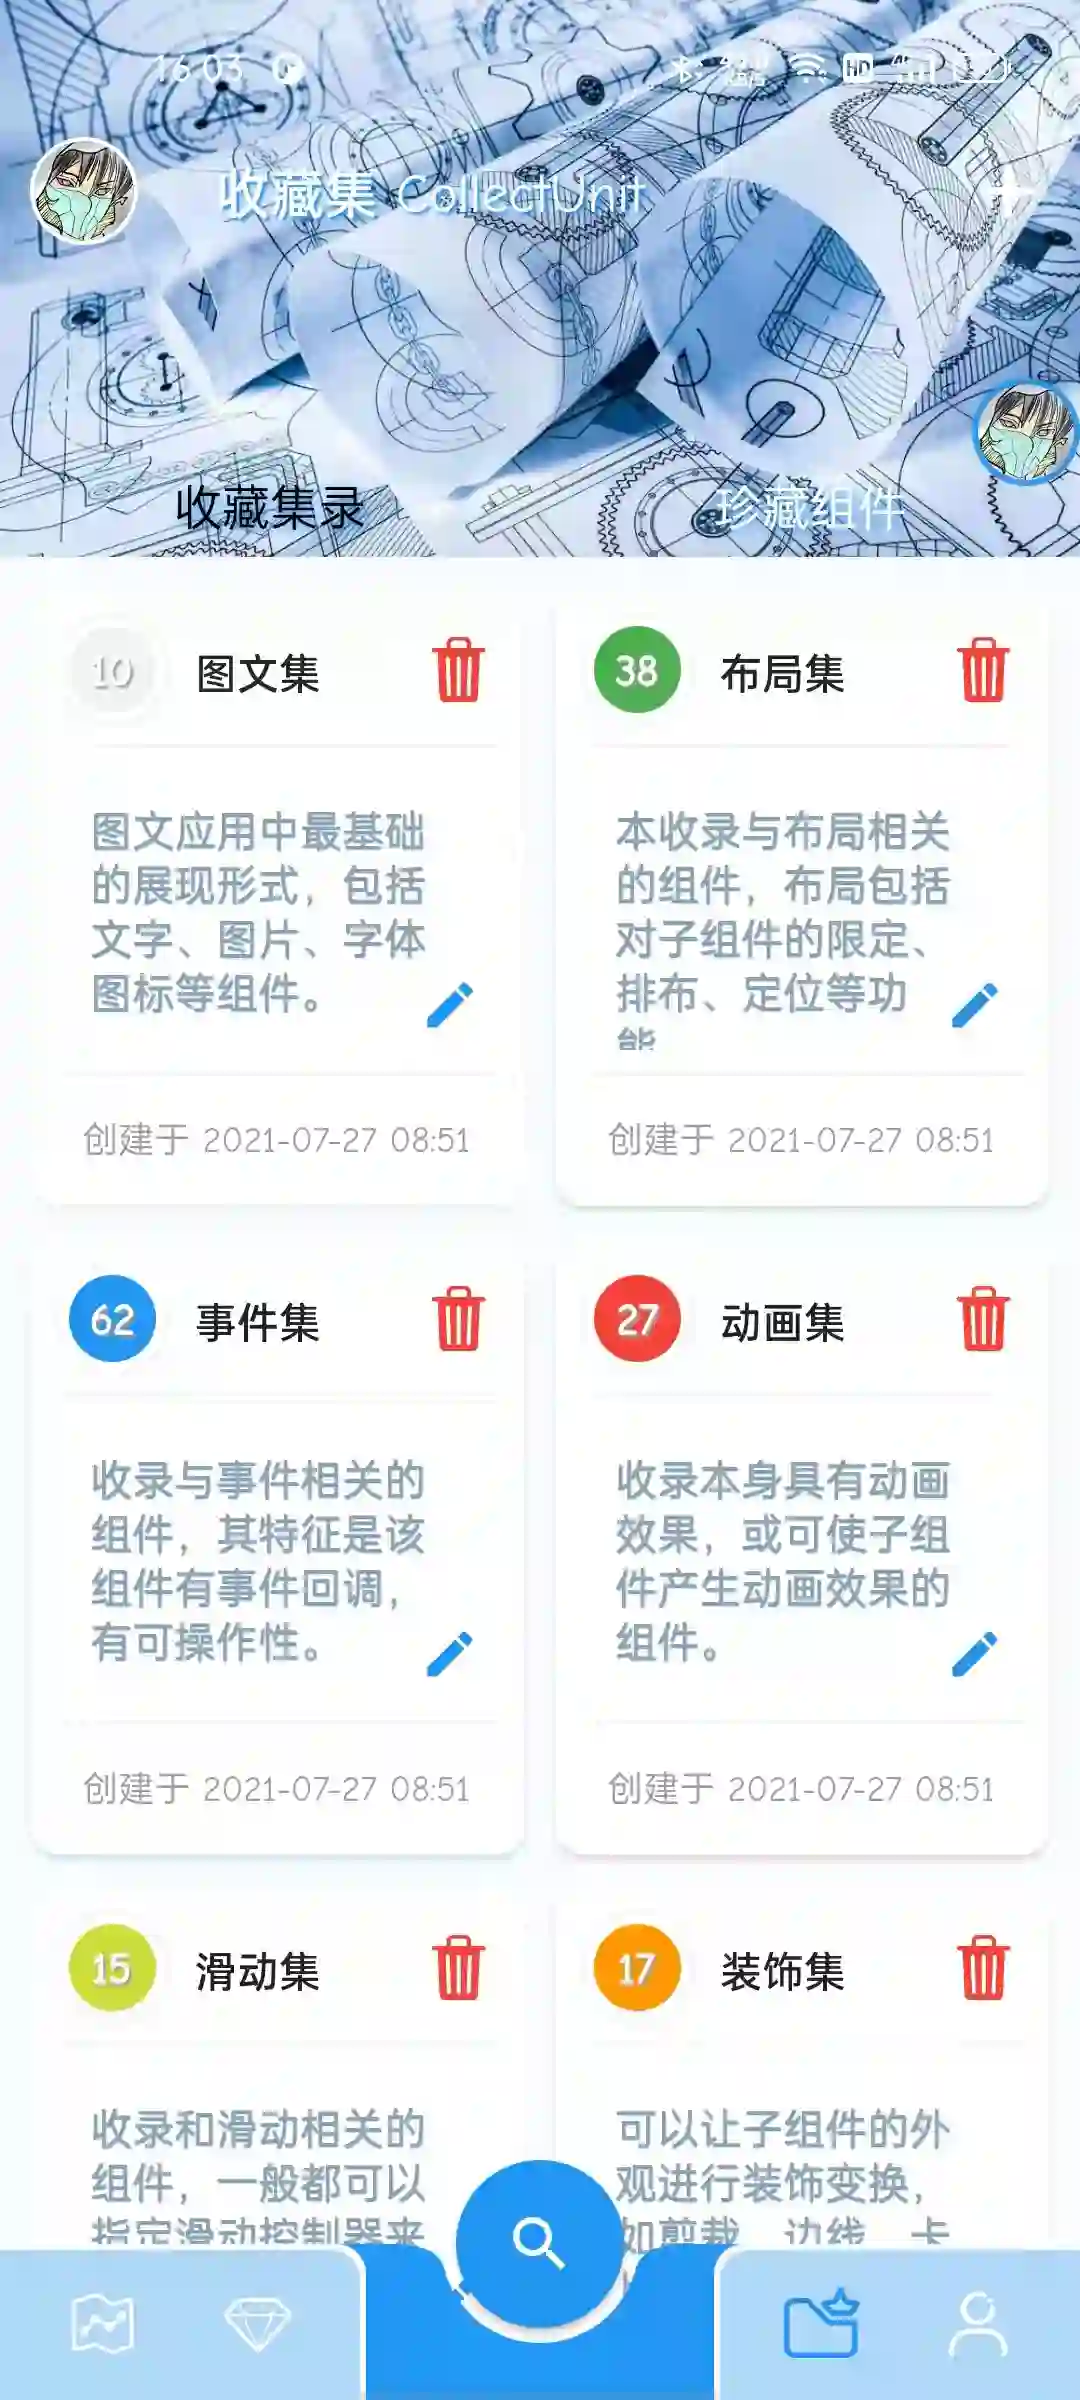 16:03
HD
收藏集 CollectUnit
收藏集录
珍藏组件
10 图文集
图文应用中最基础
的展现形式，包括
文字、图片、字体
图标等组件。
创建于 2021-07-27 08:51
38 布局集
本收录与布局相关
的组件，布局包括
对子组件的限定、
排布、定位等功
能
创建于 2021-07-27 08:51
62 事件集
收录与事件相关的
组件，其特征是该
组件有事件回调，
有可操作性。
创建于 2021-07-27 08:51
27 动画集
收录本身具有动画
效果，或可使子组
件产生动画效果的
组件。
创建于 2021-07-27 08:51
15 滑动集
收录和滑动相关的
组件，一般都可以
指定滑动控制器来
17 装饰集
可以让子组件的外
观进行装饰变换，
如剪裁、边线、卡